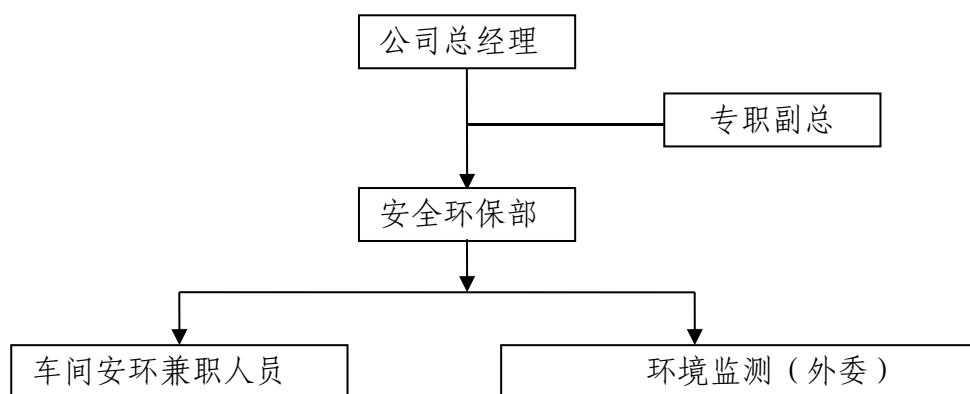 公司总经理
专职副总
安全环保部
车间安环兼职人员
环境监测（外委）